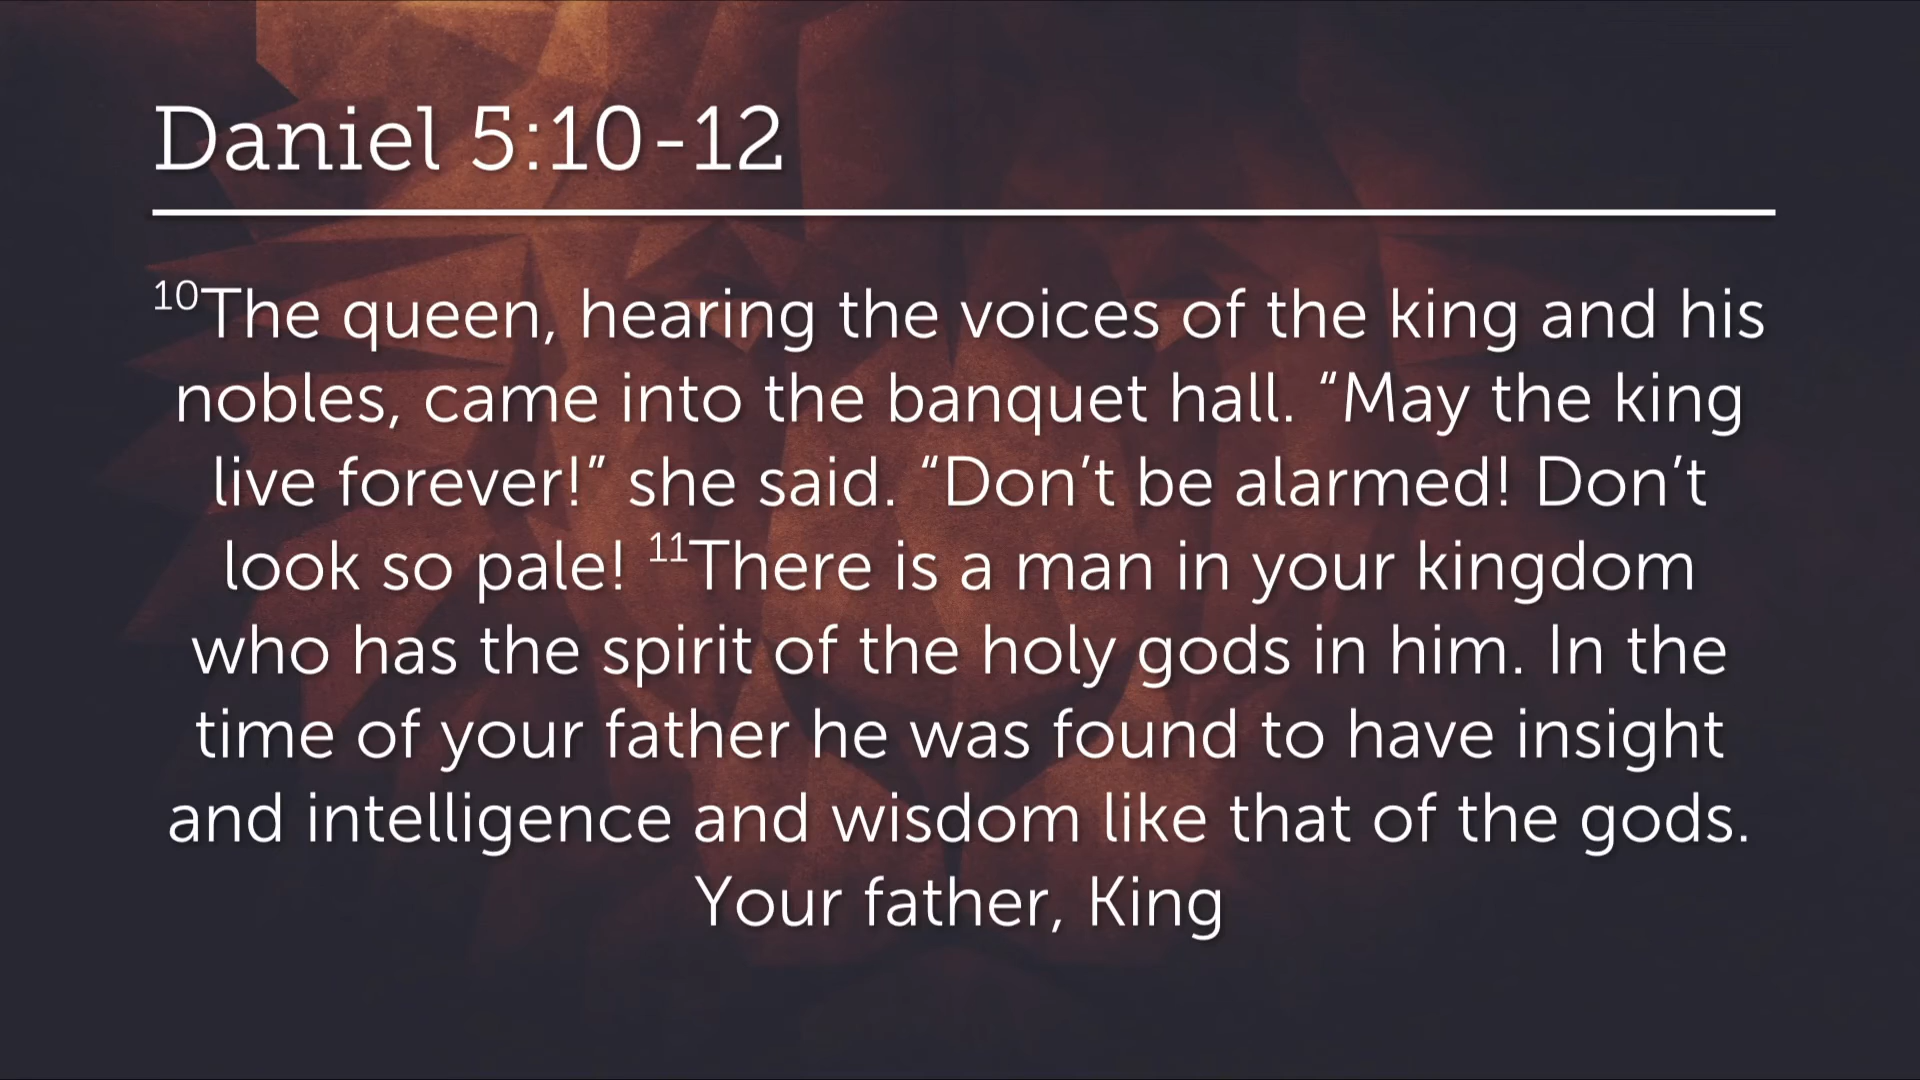 Daniel 5:10-12
¹⁰The queen, hearing the voices of the king and his
nobles, came into the banquet hall. “May the king
live forever!” she said. “Don’t be alarmed! Don’t
look so pale! ¹¹There is a man in your kingdom
who has the spirit of the holy gods in him. In the
time of your father he was found to have insight
and intelligence and wisdom like that of the gods.
Your father, King